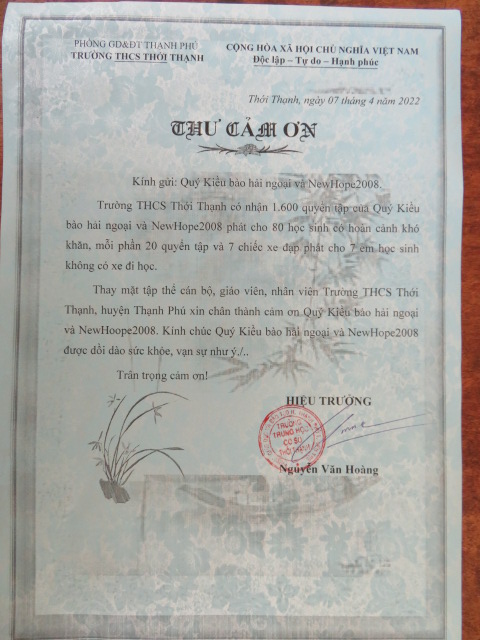 PHÒNG GD&ĐT THẠNH PHÚ
TRƯỜNG THCS THỚI THẠNH
CỘNG HÒA XÃ HỘI CHỦ NGHĨA VIỆT NAM
Độc lập – Tự do – Hạnh phúc
Thới Thạnh, ngày 07 tháng 4 năm 2022
THƯ CẢM ƠN
Kính gửi: Quý Kiều bào hải ngoại và NewHope2008.
Trường THCS Thới Thạnh có nhận 1.600 quyển tập của Quý Kiều
bào hải ngoại và NewHope2008 phát cho 80 học sinh có hoàn cảnh khó
khăn, mỗi phần 20 quyển tập và 7 chiếc xe đạp phát cho 7 em học sinh
không có xe đi học.
Thay mặt tập thể cán bộ, giáo viên, nhân viên Trường THCS Thới
Thạnh, huyện Thạnh Phú xin chân thành cảm ơn Quý Kiều bào hải ngoại
và NewHoope2008. Kính chúc Quý Kiều bào hải ngoại và NewHope2008
được dồi dào sức khỏe, vạn sự như ý./..
Trân trọng cảm ơn!
HIỆU TRƯỞNG
TRƯỜNG
TRUNG HỌC
CƠ SỞ
THỚI THẠNH
Nguyễn Văn Hoàng